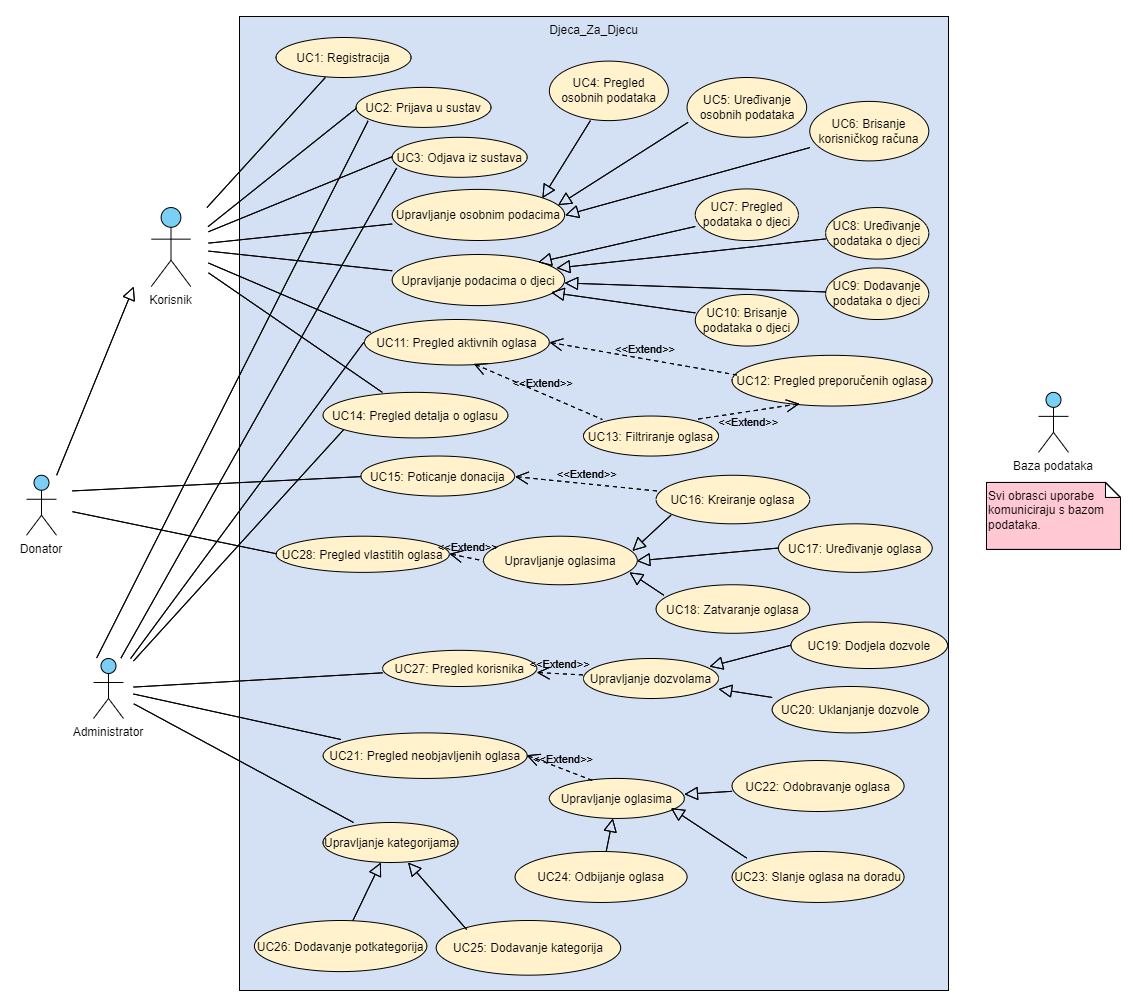 Djeca_Za_Djecu
UC1: Registracija
UC2: Prijava u sustav
UC3: Odjava iz sustava
UC4: Pregled
osobnih podataka
UC5: Uređivanje
osobnih podataka
UC6: Brisanje
korisničkog računa
Upravljanje osobnim podacima
UC7: Pregled
podataka o djeci
UC8: Uređivanje
podataka o djeci
Upravljanje podacima o djeci
UC9: Dodavanje
podataka o djeci
UC10: Brisanje
podataka o djeci
Korisnik
UC11: Pregled aktivnih oglasa
<<Extend>>
UC12: Pregled preporučenih oglasa
<<Extend>>
UC14: Pregled detalja o oglasu
<<Extend>>
UC13: Filtriranje oglasa
Baza podataka
Svi obrasci uporabe
komuniciraju s bazom
podataka.
UC15: Poticanje donacija
<<Extend>>
UC16: Kreiranje oglasa
Donator
UC28: Pregled vlastitih oglasa
<<Extend>>
Upravljanje oglasima
UC17: Uređivanje oglasa
UC18: Zatvaranje oglasa
UC19: Dodjela dozvole
UC27: Pregled korisnika
<<Extend>>
Upravljanje dozvolama
UC20: Uklanjanje dozvole
Administrator
UC21: Pregled neobjavljenih oglasa
<<Extend>>
Upravljanje oglasima
UC22: Odobravanje oglasa
Upravljanje kategorijama
UC24: Odbijanje oglasa
UC23: Slanje oglasa na doradu
UC26: Dodavanje potkategorija
UC25: Dodavanje kategorija